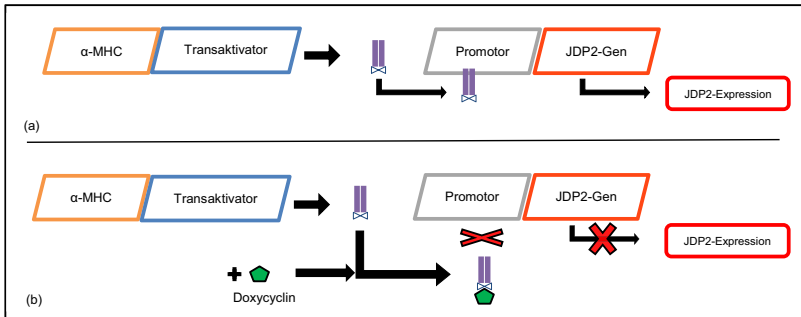 α-MHC
Transaktivator
Promotor
JDP2-Gen
JDP2-Expression
(a)
α-MHC
Transaktivator
Promotor
JDP2-Gen
JDP2-Expression
+
Doxycyclin
(b)